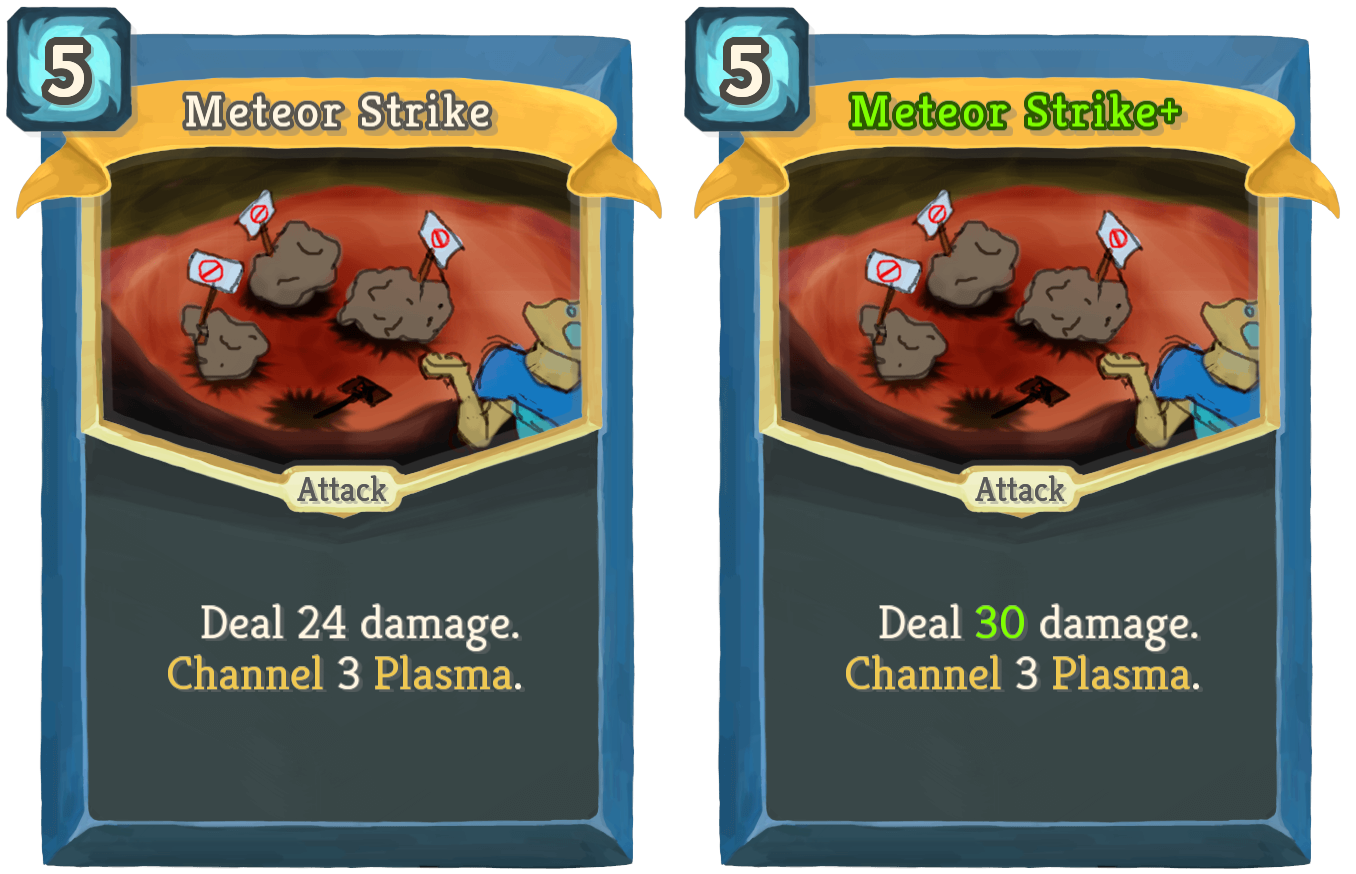 5
Meteor Strike
Attack
Deal 24 damage.
Channel 3 Plasma.
5
Meteor Strike+
Attack
Deal 30 damage.
Channel 3 Plasma.